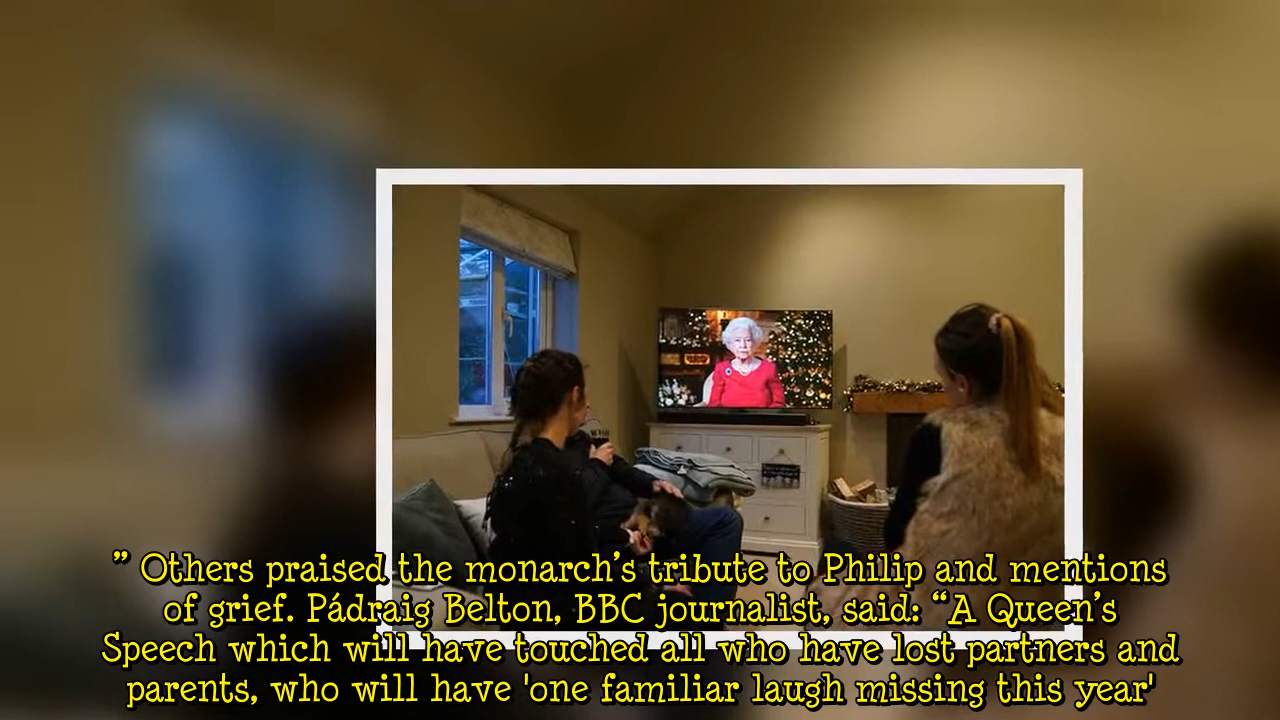 ” Others praised the monarch’s tribute to Philip and mentions
of grief. Pádraig Belton, BBC journalist, said: “A Queen’s
Speech which will have touched all who have lost partners and
parents, who will have 'one familiar laugh missing this year'